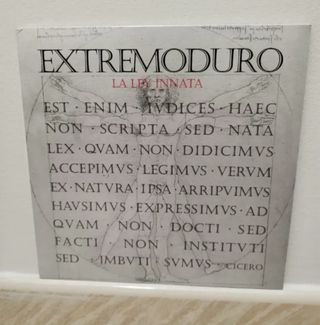 EXTREMODURO
LA LEY INNATA
EST · ENIM · IVDICES · HAEC
NON · SCRIPTA · SED · NATA
LEX · QVAM · NON · DIDICIMVS
ACCEPIMVS · LEGIMVS · VERVM
EX · NATVRA · IPSA · ARRIPVIMVS
HAVSIMVS · EXPRESSIMVS · AD
QVAM · NON · DOCTI · SED
FACTI · NON · INSTITVTI
SED · IMBVTI · SVMVS · CICERO